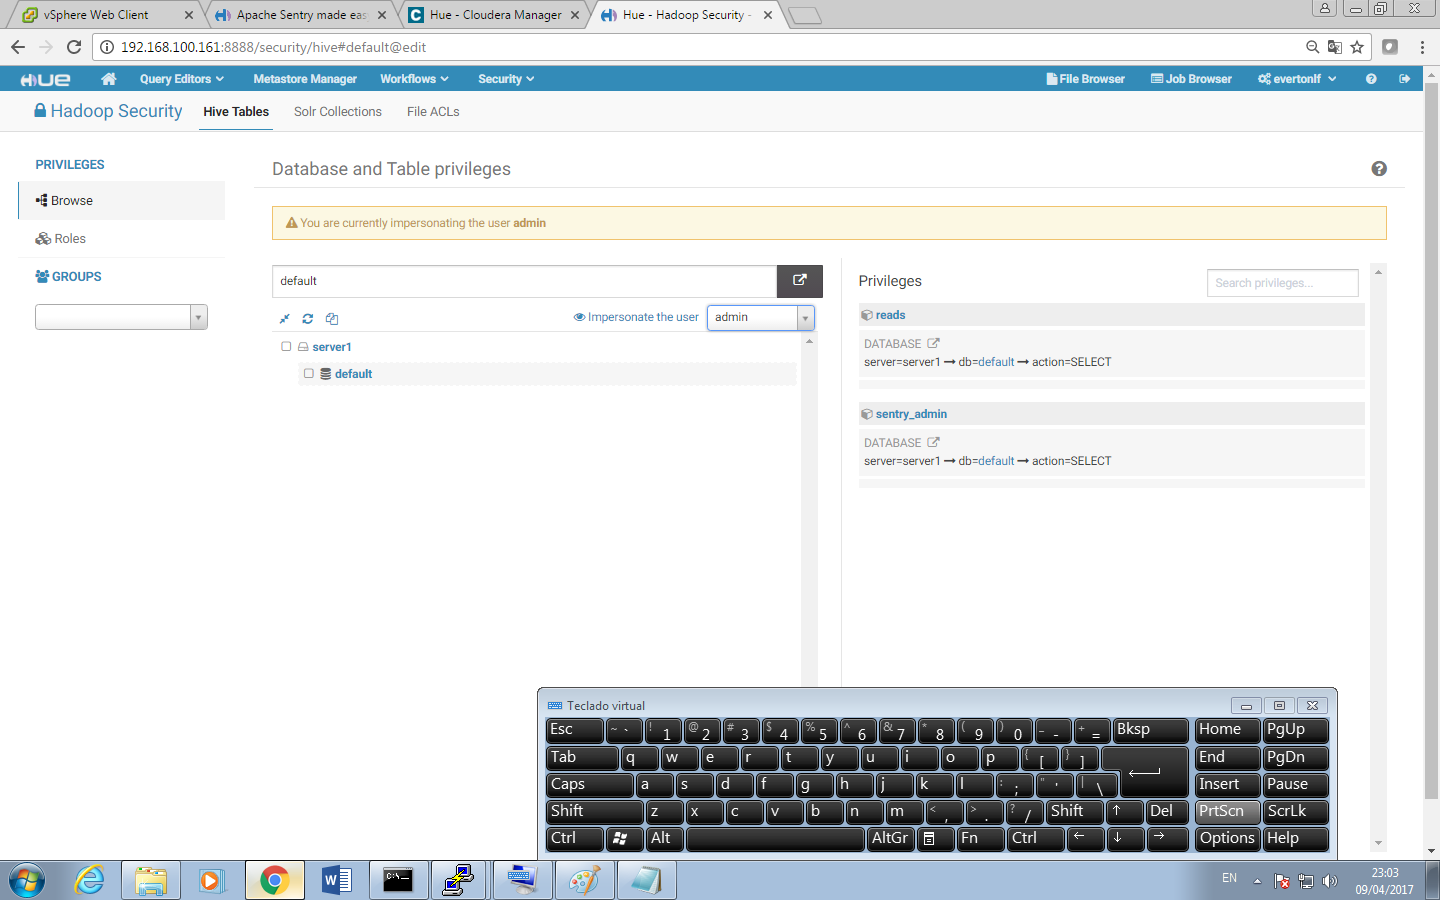 vSphere Web Client
Apache Sentry made eas
Hue - Cloudera Manager
Hue - Hadoop Security -
192.168.100.161:8888/security/hive#default@edit
HUE
Query Editors
Metastore Manager
Workflows
Security
File Browser
Job Browser
evertonlf
Hadoop Security
Hive Tables
Solr Collections
File ACLs
PRIVILEGES
Browse
Roles
GROUPS
Database and Table privileges
You are currently impersonating the user admin
default
Impersonate the user
admin
server1
default
Privileges
Search privileges...
reads
DATABASE
server=server1 → db=default → action=SELECT
sentry_admin
DATABASE
server=server1 → db=default → action=SELECT
Teclado virtual
Esc ~ ` ! 1 @ 2 # 3 $ 4 % 5 ^ 6 & 7 * 8 ( 9 ) 0 _ - + = Bksp Home PgUp
Tab q w e r t y u i o p { [ } ] End PgDn
Caps a s d f g h j k l : ; " ' | \ Insert Pause
Shift z x c v b n m < , > . ? / Shift ↑ Del PrtScn ScrLk
Ctrl Alt AltGr Fn Ctrl ← ↓ → Options Help
C:\_
W
EN
23:03
09/04/2017